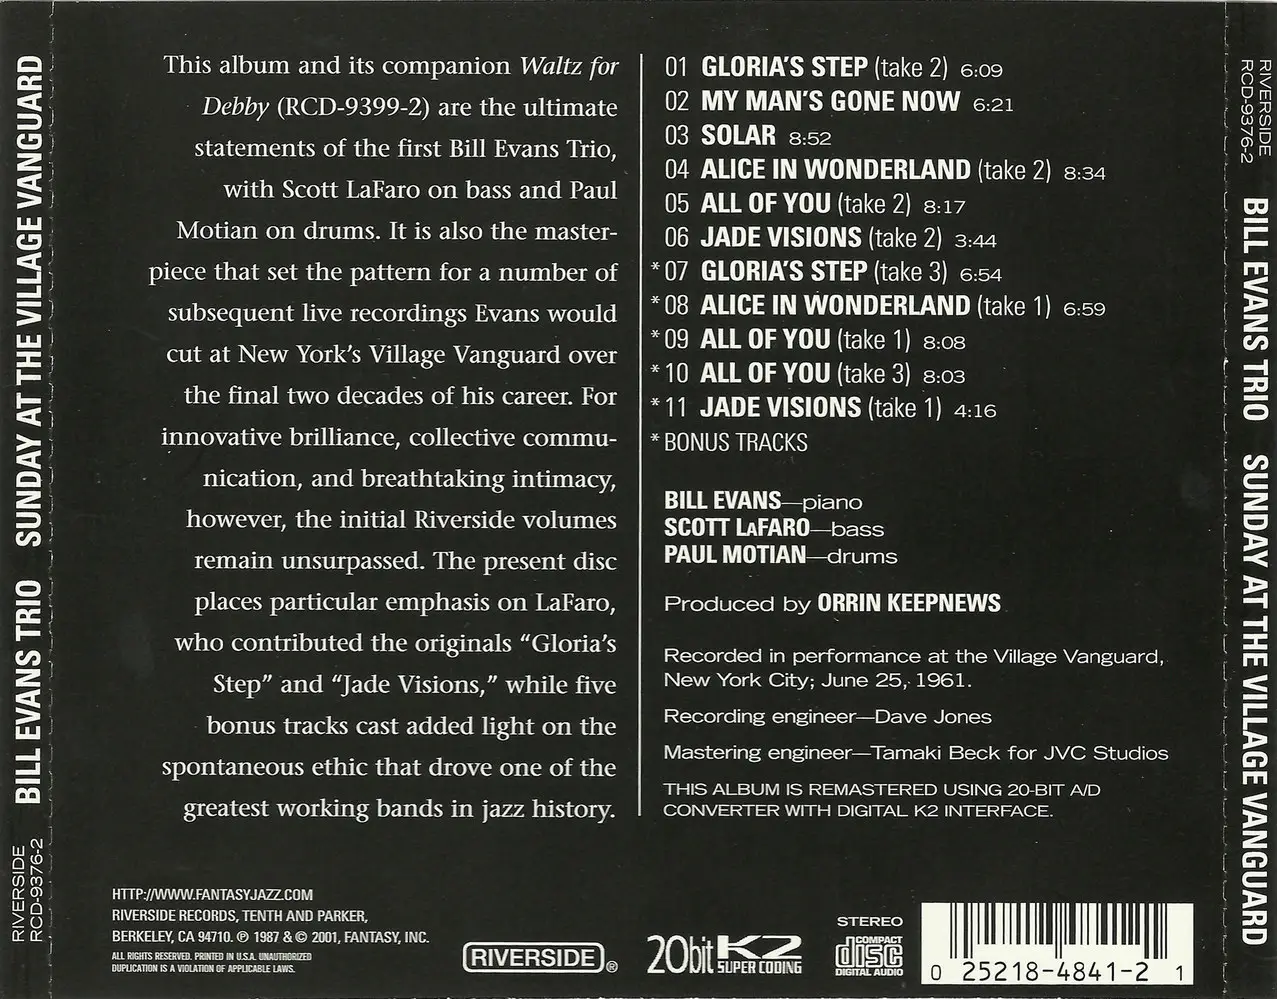 BILL EVANS TRIO SUNDAY AT THE VILLAGE VANGUARD
RIVERSIDE
RCD-9376-2
This album and its companion Waltz for
Debby (RCD-9399-2) are the ultimate
statements of the first Bill Evans Trio,
with Scott LaFaro on bass and Paul
Motian on drums. It is also the master-
piece that set the pattern for a number of
subsequent live recordings Evans would
cut at New York's Village Vanguard over
the final two decades of his career. For
innovative brilliance, collective commu-
nication, and breathtaking intimacy,
however, the initial Riverside volumes
remain unsurpassed. The present disc
places particular emphasis on LaFaro,
who contributed the originals “Gloria's
Step” and “Jade Visions,” while five
bonus tracks cast added light on the
spontaneous ethic that drove one of the
greatest working bands in jazz history.
01 GLORIA'S STEP (take 2) 6:09
02 MY MAN'S GONE NOW 6:21
03 SOLAR 8:52
04 ALICE IN WONDERLAND (take 2) 8:34
05 ALL OF YOU (take 2) 8:17
06 JADE VISIONS (take 2) 3:44
*07 GLORIA'S STEP (take 3) 6:54
*08 ALICE IN WONDERLAND (take 1) 6:59
*09 ALL OF YOU (take 1) 8:08
*10 ALL OF YOU (take 3) 8:03
*11 JADE VISIONS (take 1) 4:16
*BONUS TRACKS
BILL EVANS—piano
SCOTT LaFARO—bass
PAUL MOTIAN—drums
Produced by ORRIN KEEPNEWS
Recorded in performance at the Village Vanguard,
New York City; June 25, 1961.
Recording engineer—Dave Jones
Mastering engineer—Tamaki Beck for JVC Studios
THIS ALBUM IS REMASTERED USING 20-BIT A/D
CONVERTER WITH DIGITAL K2 INTERFACE.
HTTP://WWW.FANTASYJAZZ.COM
RIVERSIDE RECORDS, TENTH AND PARKER,
BERKELEY, CA 94710. ℗ 1987 & © 2001, FANTASY, INC.
ALL RIGHTS RESERVED. PRINTED IN U.S.A. UNAUTHORIZED
DUPLICATION IS A VIOLATION OF APPLICABLE LAWS.
RIVERSIDE®
20bit K2
SUPER CODING
STEREO
COMPACT
disc
DIGITAL AUDIO
0 25218-4841-2 1
RIVERSIDE
RCD-9376-2
BILL EVANS TRIO SUNDAY AT THE VILLAGE VANGUARD